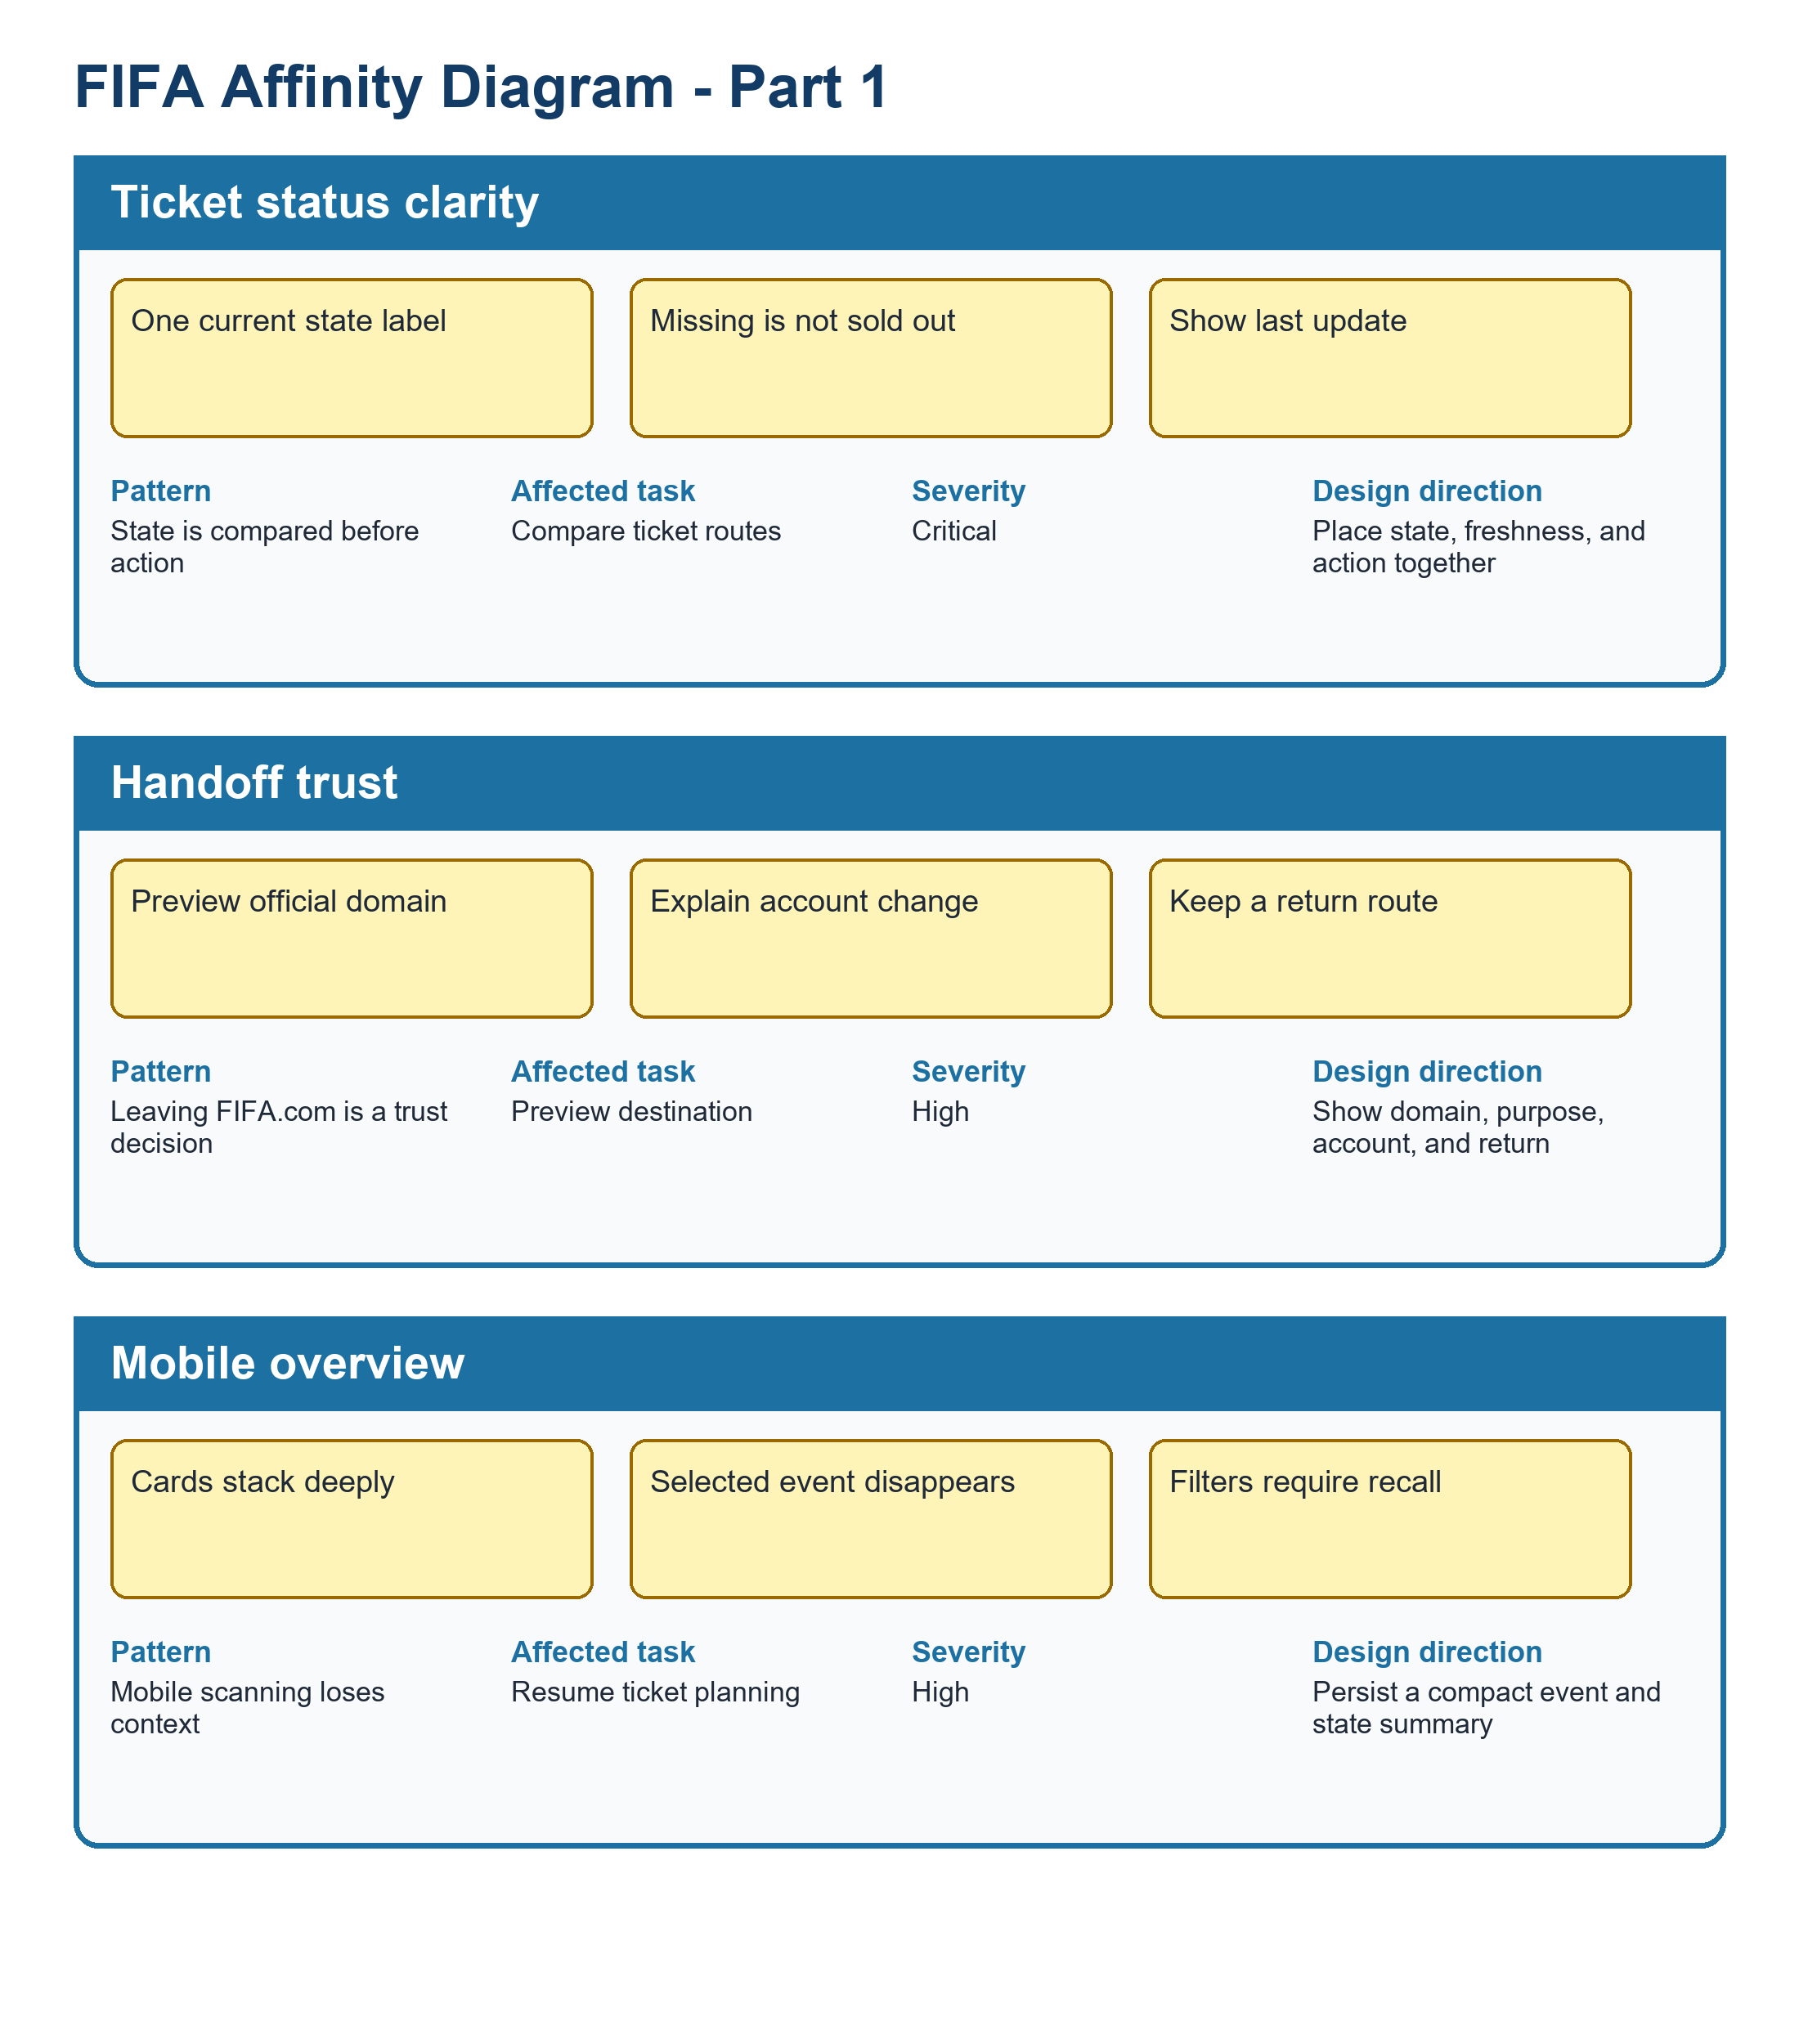 FIFA Affinity Diagram - Part 1
Ticket status clarity
One current state label
Missing is not sold out
Show last update
Pattern
State is compared before
action
Affected task
Compare ticket routes
Severity
Critical
Design direction
Place state, freshness, and
action together
Handoff trust
Preview official domain
Explain account change
Keep a return route
Pattern
Leaving FIFA.com is a trust
decision
Affected task
Preview destination
Severity
High
Design direction
Show domain, purpose,
account, and return
Mobile overview
Cards stack deeply
Selected event disappears
Filters require recall
Pattern
Mobile scanning loses
context
Affected task
Resume ticket planning
Severity
High
Design direction
Persist a compact event and
state summary